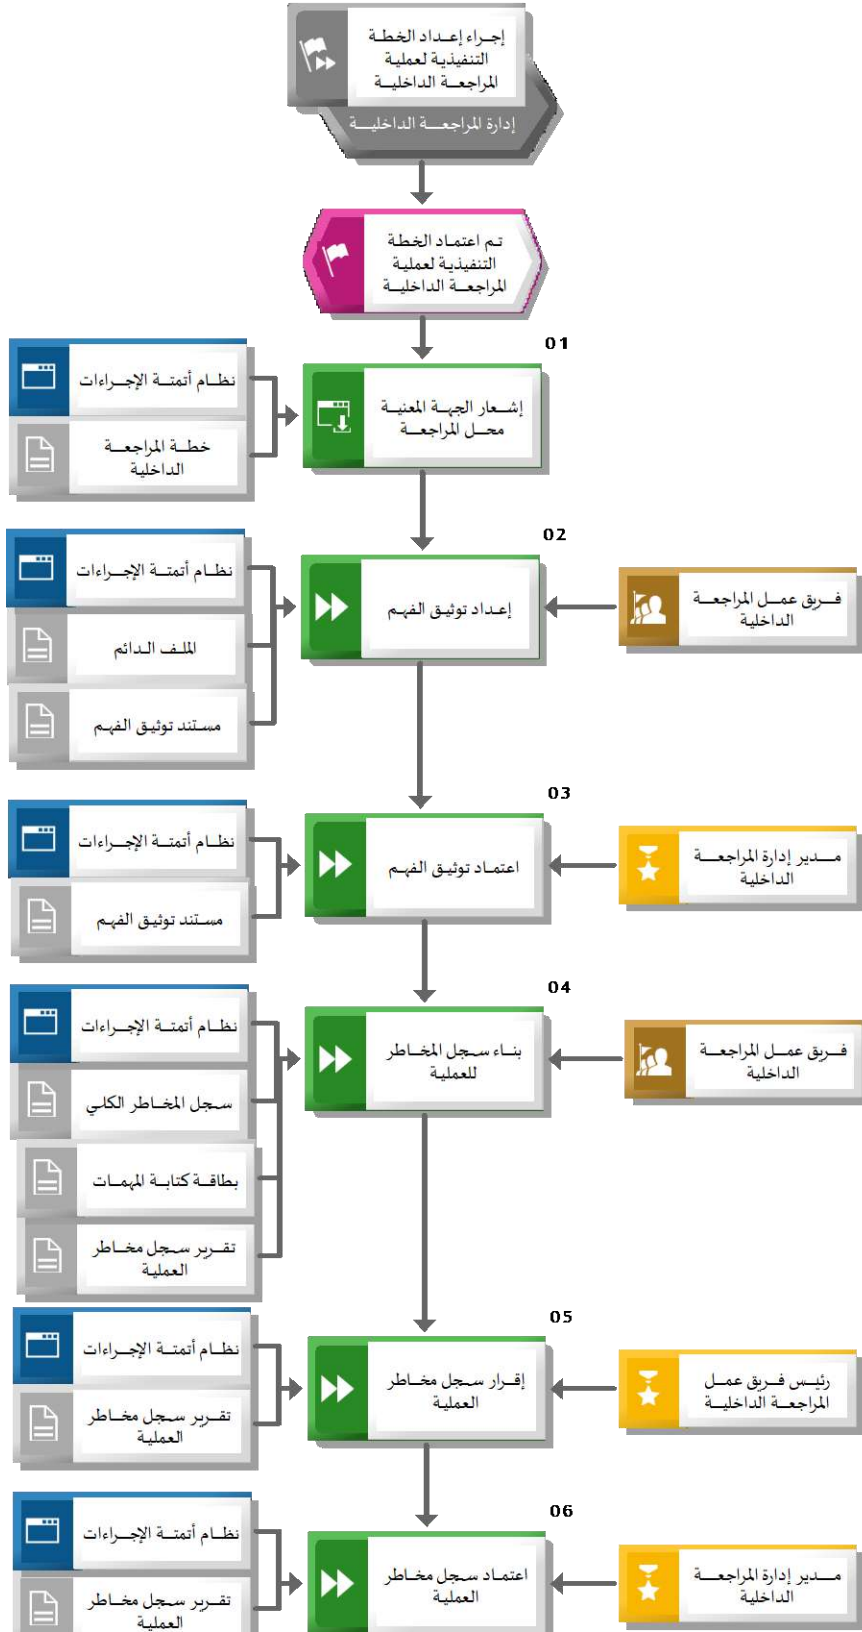 إجراء إعداد الخطة
التنفيذية لعملية
المراجعة الداخلية
إدارة المراجعة الداخلية
تم اعتماد الخطة
التنفيذية لعملية
المراجعة الداخلية
01
إشعار الجهة المعنية
محل المراجعة
نظام أتمتة الإجراءات
خطة المراجعة
الداخلية
02
فريق عمل المراجعة
الداخلية
إعداد توثيق الفهم
نظام أتمتة الإجراءات
الملف الدائم
مستند توثيق الفهم
03
مدير إدارة المراجعة
الداخلية
اعتماد توثيق الفهم
نظام أتمتة الإجراءات
مستند توثيق الفهم
04
فريق عمل المراجعة
الداخلية
بناء سجل المخاطر
للعملية
نظام أتمتة الإجراءات
سجل المخاطر الكلي
بطاقة كتابة المهمات
تقرير سجل مخاطر
العملية
05
رئيس فريق عمل
المراجعة الداخلية
إقرار سجل مخاطر
العملية
نظام أتمتة الإجراءات
تقرير سجل مخاطر
العملية
06
مدير إدارة المراجعة
الداخلية
اعتماد سجل مخاطر
العملية
نظام أتمتة الإجراءات
تقرير سجل مخاطر
العملية